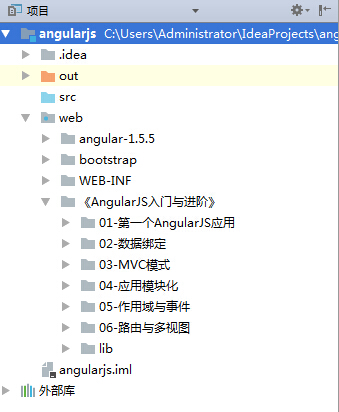 项目
angularjs C:\Users\Administrator\IdeaProjects\ang
.idea
out
src
web
angular-1.5.5
bootstrap
WEB-INF
《AngularJS入门与进阶》
01-第一个AngularJS应用
02-数据绑定
03-MVC模式
04-应用模块化
05-作用域与事件
06-路由与多视图
lib
angularjs.iml
外部库